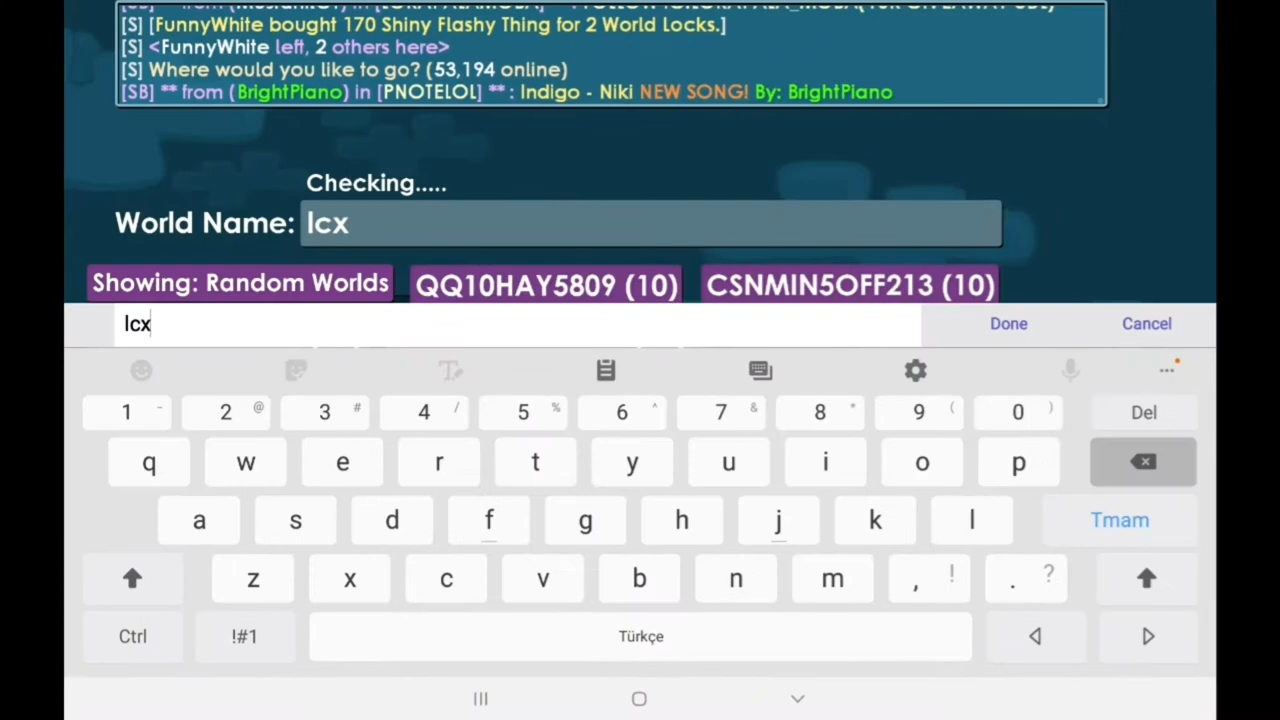 [S] [FunnyWhite bought 170 Shiny Flashy Thing for 2 World Locks.]
[S] <FunnyWhite left, 2 others here>
[S] Where would you like to go? (53,194 online)
[SB] ** from (BrightPiano) in [PNOTELOL] ** : Indigo - Niki NEW SONG! By: BrightPiano
Checking.....
World Name: lcx
Showing: Random Worlds QQ10HAY5809 (10) CSNMIN5OFF213 (10)
lcx Done Cancel
1 - 2 @ 3 # 4 / 5 % 6 ^ 7 & 8 * 9 ( 0 ) Del
q w e r t y u i o p
a s d f g h j k l Tmam
z x c v b n m , ! . ?
Ctrl !#1 Türkçe